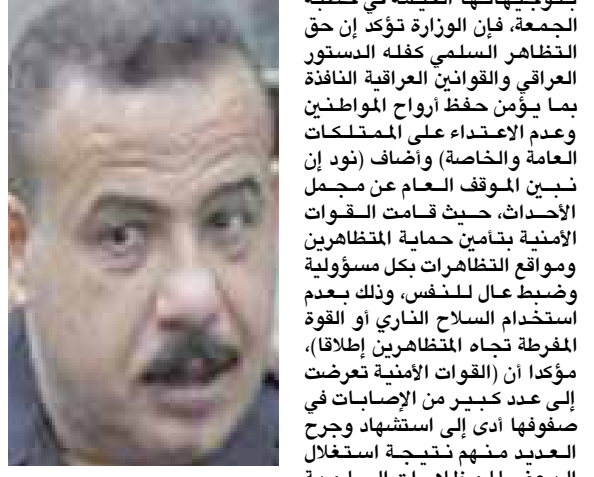 الجمعة، فإن الوزارة تؤكد إن حق
التظاهر السلمي كفله الدستور
العراقي والقوانين العراقية النافذة
بما يؤمن حفظ أرواح المواطنين
وعدم الاعتداء على الممتلكات
العامة والخاصة) وأضاف (نود إن
نبين الموقف العام عن مجمل
الأحداث، حيث قامت القوات
الأمنية بتأمين حماية المتظاهرين
ومواقع التظاهرات بكل مسؤولية
وضبط عال للنفس، وذلك بعدم
استخدام السلاح الناري أو القوة
المفرطة تجاه المتظاهرين إطلاقا)،
مؤكدا أن (القوات الأمنية تعرضت
إلى عدد كبير من الإصابات في
صفوفها أدى إلى استشهاد وجرح
العديد منهم نتيجة استغلال